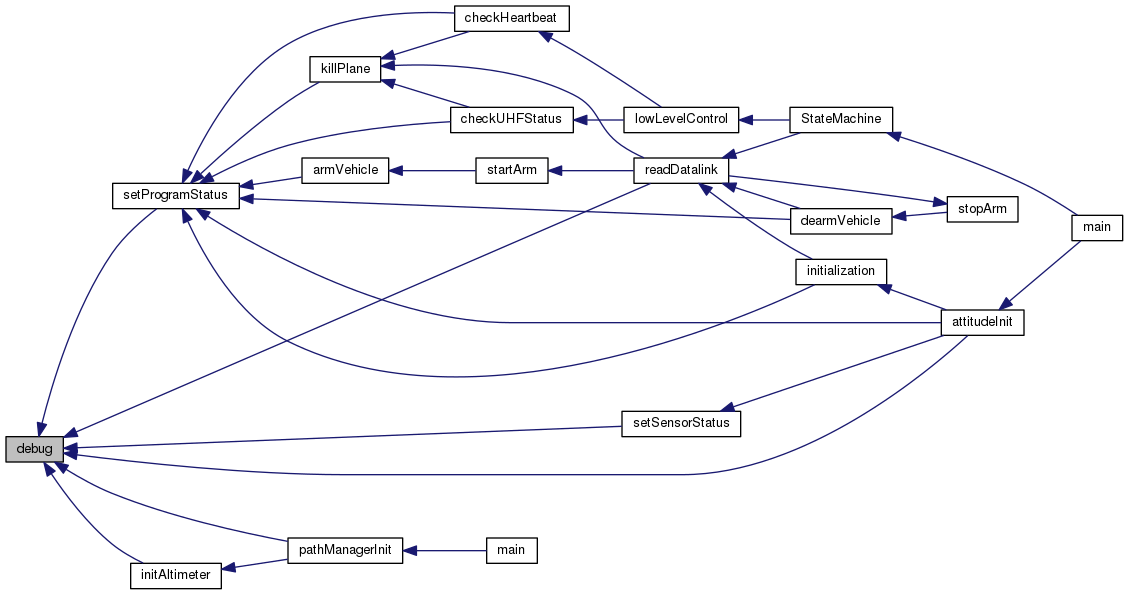 checkHeartbeat
killPlane
checkUHFStatus
lowLevelControl
StateMachine
armVehicle
startArm
readDatalink
setProgramStatus
dearmVehicle
stopArm
main
initialization
attitudeInit
setSensorStatus
debug
pathManagerInit
main
initAltimeter